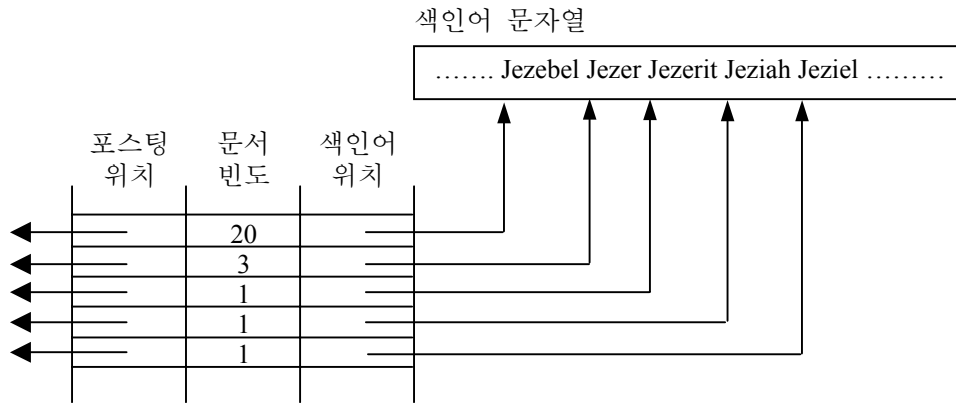 색인어 문자열
....... Jezebel Jezer Jezerit Jeziah Jeziel .........
포스팅 문서 색인어
위치 빈도 위치
20
3
1
1
1